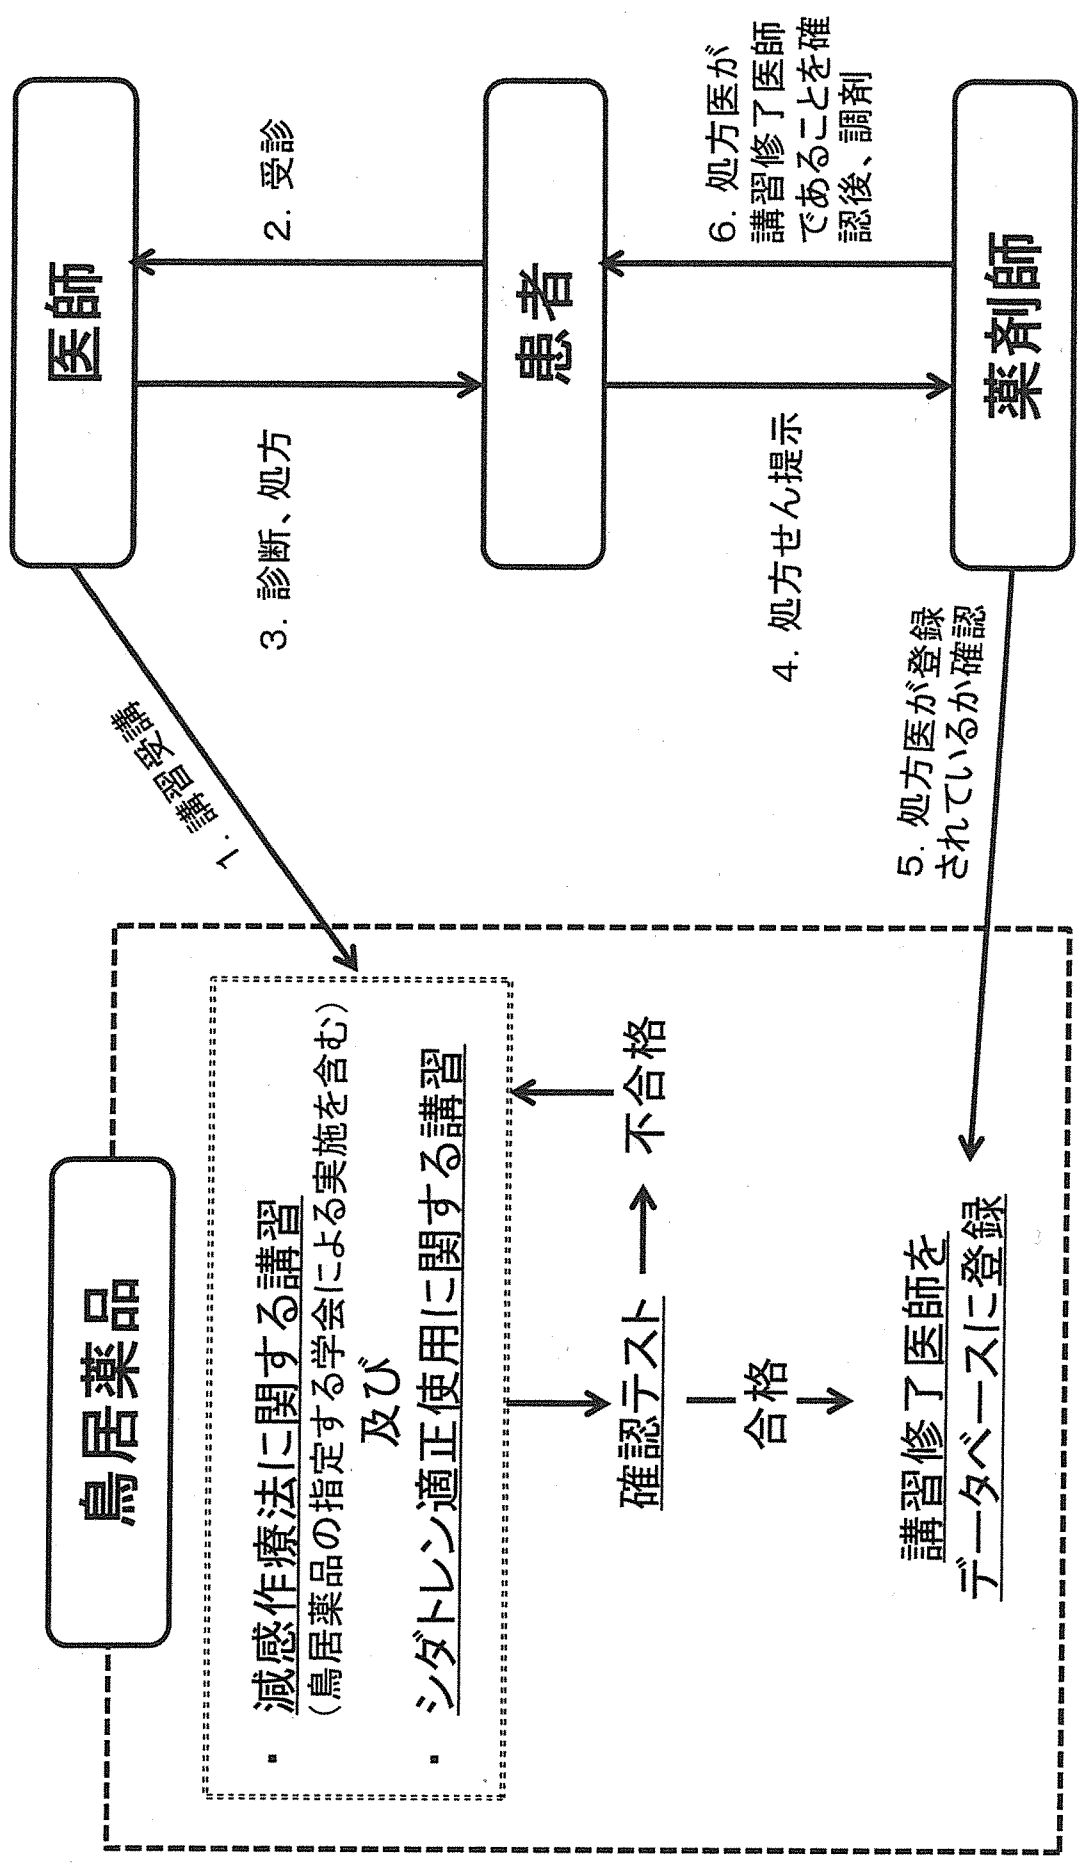 鳥居薬品
・ 減感作療法に関する講習
（鳥居薬品の指定する学会による実施を含む）
及び
・ シダトレン適正使用に関する講習
確認テスト
不合格
合格
講習修了医師を
データベースに登録
1. 講習受講
医師
2. 受診
3. 診断、処方
患者
4. 処方せん提示
5. 処方医が登録
されているか確認
6. 処方医が
講習修了医師
であることを確
認後、調剤
薬剤師